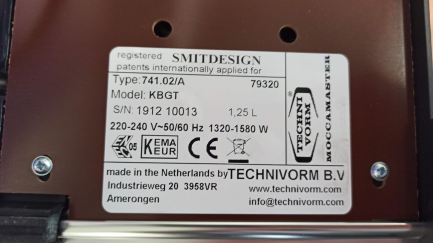 registered SMITDESIGN
patents internationally applied for
Type:741.02/A 79320
Model: KBGT
S/N: 1912 10013 1,25 L
220-240 V~50/60 Hz 1320-1580 W
05 KEMA
EUR CE
made in the Netherlands by TECHNIVORM B.V
Industrieweg 20 3958VR www.technivorm.com
Amerongen info@technivorm.com
TECHNI
VORM
MOCCAMASTER